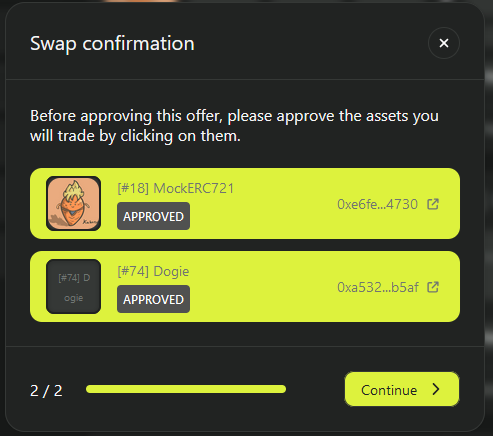 Swap confirmation
Before approving this offer, please approve the assets you
will trade by clicking on them.
[#18] MockERC721
APPROVED
0xe6fe...4730
[#74] D
ogie
[#74] Dogie
APPROVED
0xa532...b5af
2 / 2
Continue